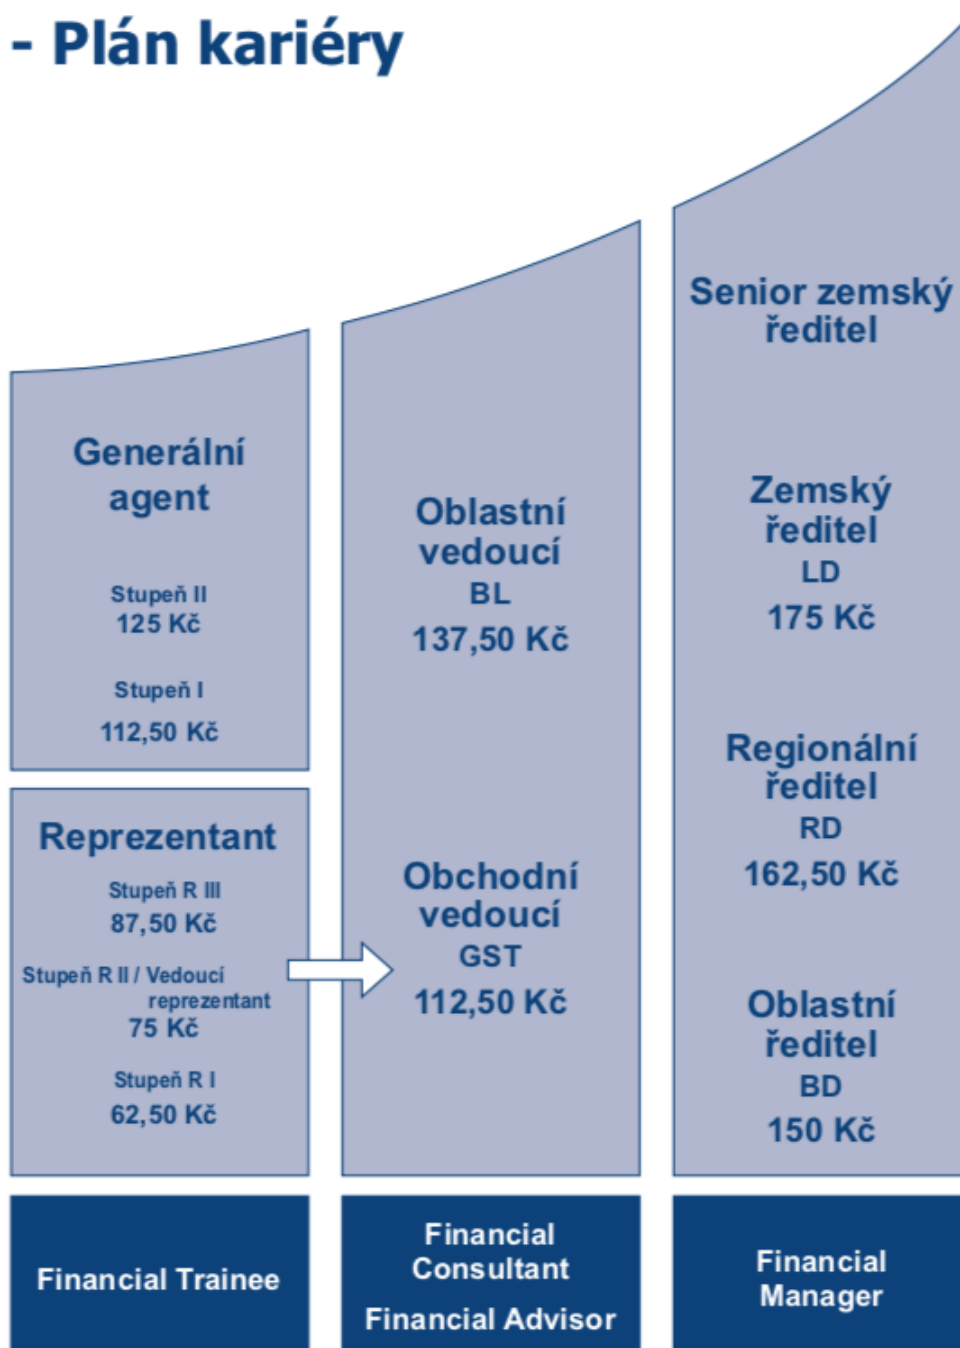 - Plán kariéry
Generální
agent
Stupeň II
125 Kč
Stupeň I
112,50 Kč
Reprezentant
Stupeň R III
87,50 Kč
Stupeň R II / Vedoucí
reprezentant
75 Kč
Stupeň R I
62,50 Kč
Financial Trainee
Oblastní
vedoucí
BL
137,50 Kč
Obchodní
vedoucí
GST
112,50 Kč
Financial
Consultant
Financial Advisor
Senior zemský
ředitel
Zemský
ředitel
LD
175 Kč
Regionální
ředitel
RD
162,50 Kč
Oblastní
ředitel
BD
150 Kč
Financial
Manager